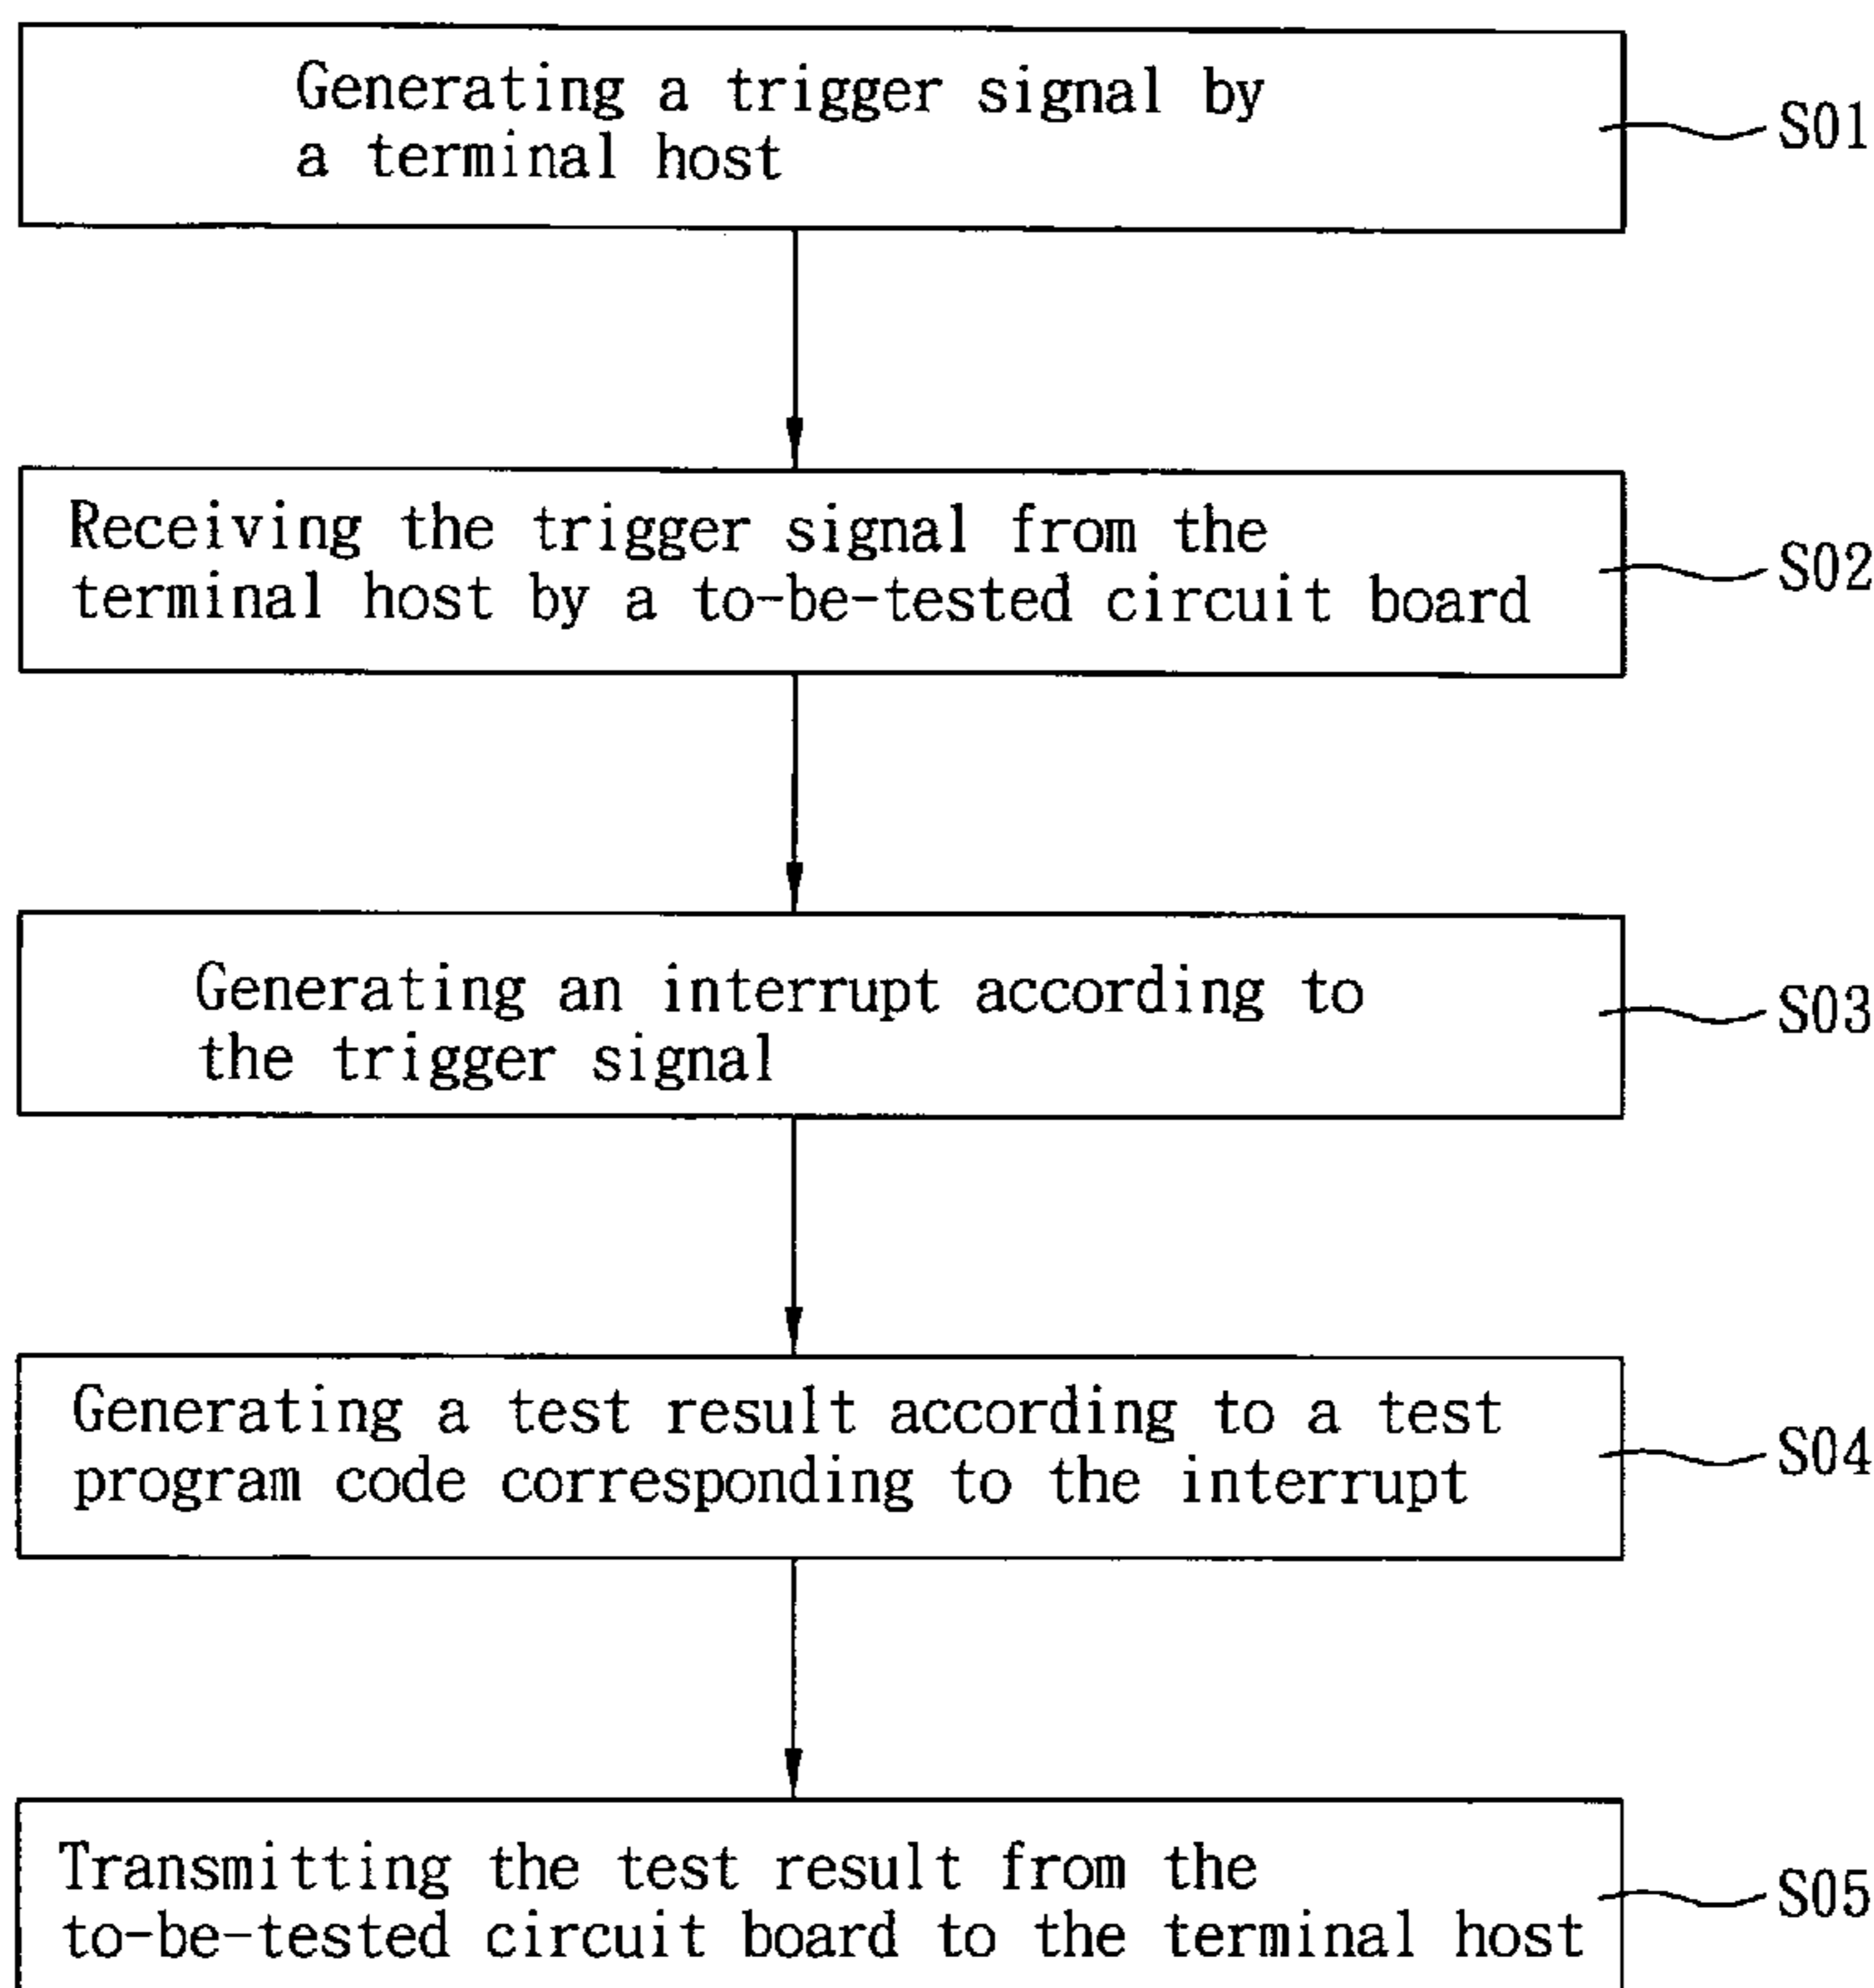 Generating a trigger signal by
a terminal host
S01
Receiving the trigger signal from the
terminal host by a to-be-tested circuit board
S02
Generating an interrupt according to
the trigger signal
S03
Generating a test result according to a test
program code corresponding to the interrupt
S04
Transmitting the test result from the
to-be-tested circuit board to the terminal host
S05